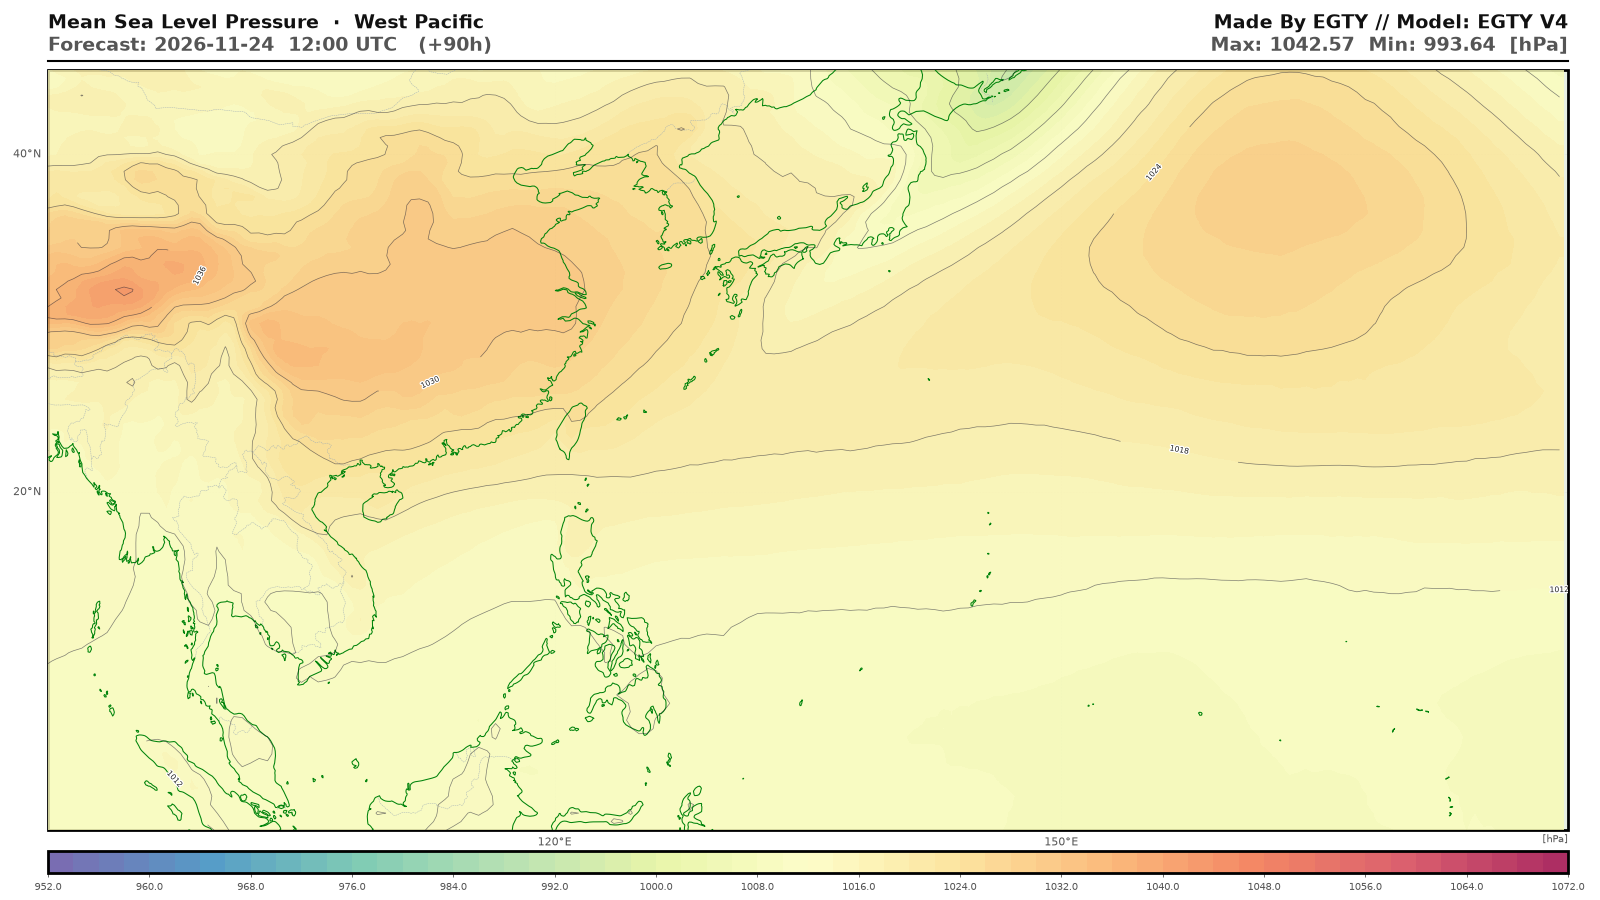 Mean Sea Level Pressure · West Pacific
Made By EGTY // Model: EGTY V4
Forecast: 2026-11-24 12:00 UTC (+90h)
Max: 1042.57 Min: 993.64 [hPa]
40°N
1024
1036
1030
1018
20°N
1012
1012
120°E
150°E
[hPa]
952.0 960.0 968.0 976.0 984.0 992.0 1000.0 1008.0 1016.0 1024.0 1032.0 1040.0 1048.0 1056.0 1064.0 1072.0